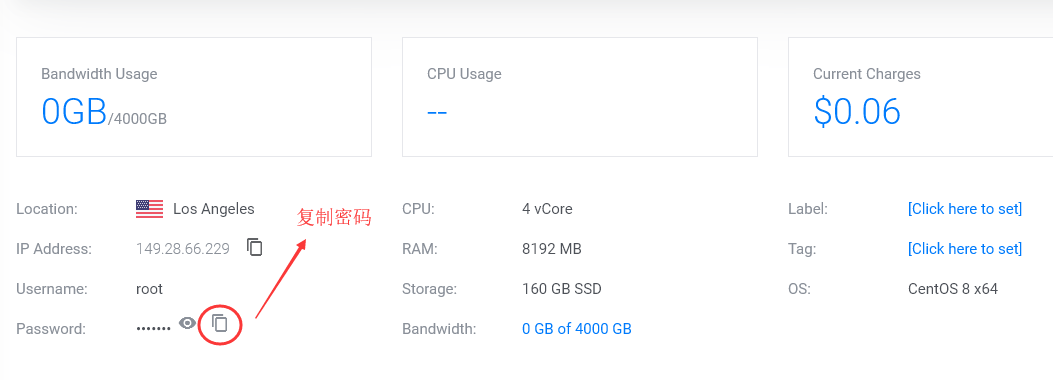 Bandwidth Usage
0GB/4000GB
CPU Usage
--
Current Charges
$0.06
Location: Los Angeles
复制密码
IP Address: 149.28.66.229
Username: root
Password: •••••••
CPU: 4 vCore
RAM: 8192 MB
Storage: 160 GB SSD
Bandwidth: 0 GB of 4000 GB
Label: [Click here to set]
Tag: [Click here to set]
OS: CentOS 8 x64